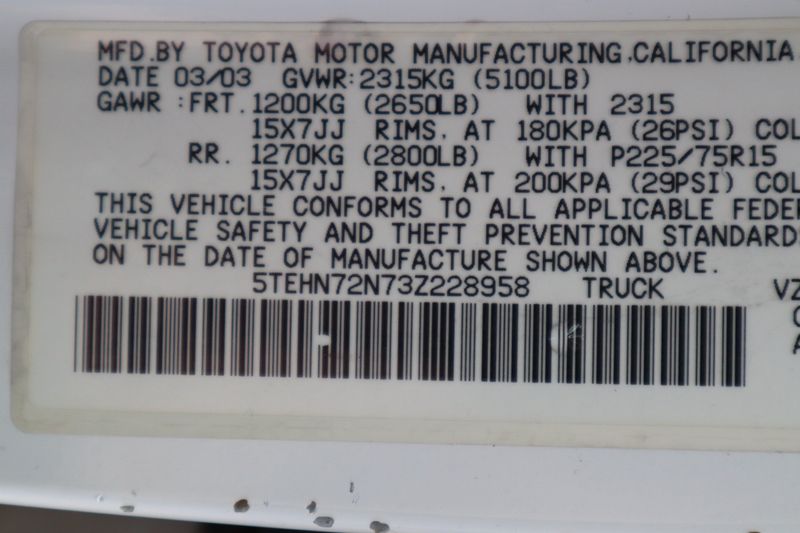 MFD.BY TOYOTA MOTOR MANUFACTURING,CALIFORNIA
DATE 03/03 GVWR:2315KG (5100LB)
GAWR :FRT. 1200KG (2650LB) WITH 2315
15X7JJ RIMS, AT 180KPA (26PSI) COL
RR. 1270KG (2800LB) WITH P225/75R15
15X7JJ RIMS, AT 200KPA (29PSI) COL
THIS VEHICLE CONFORMS TO ALL APPLICABLE FEDE
VEHICLE SAFETY AND THEFT PREVENTION STANDARD
ON THE DATE OF MANUFACTURE SHOWN ABOVE.
5TEHN72N73Z228958 TRUCK VZ